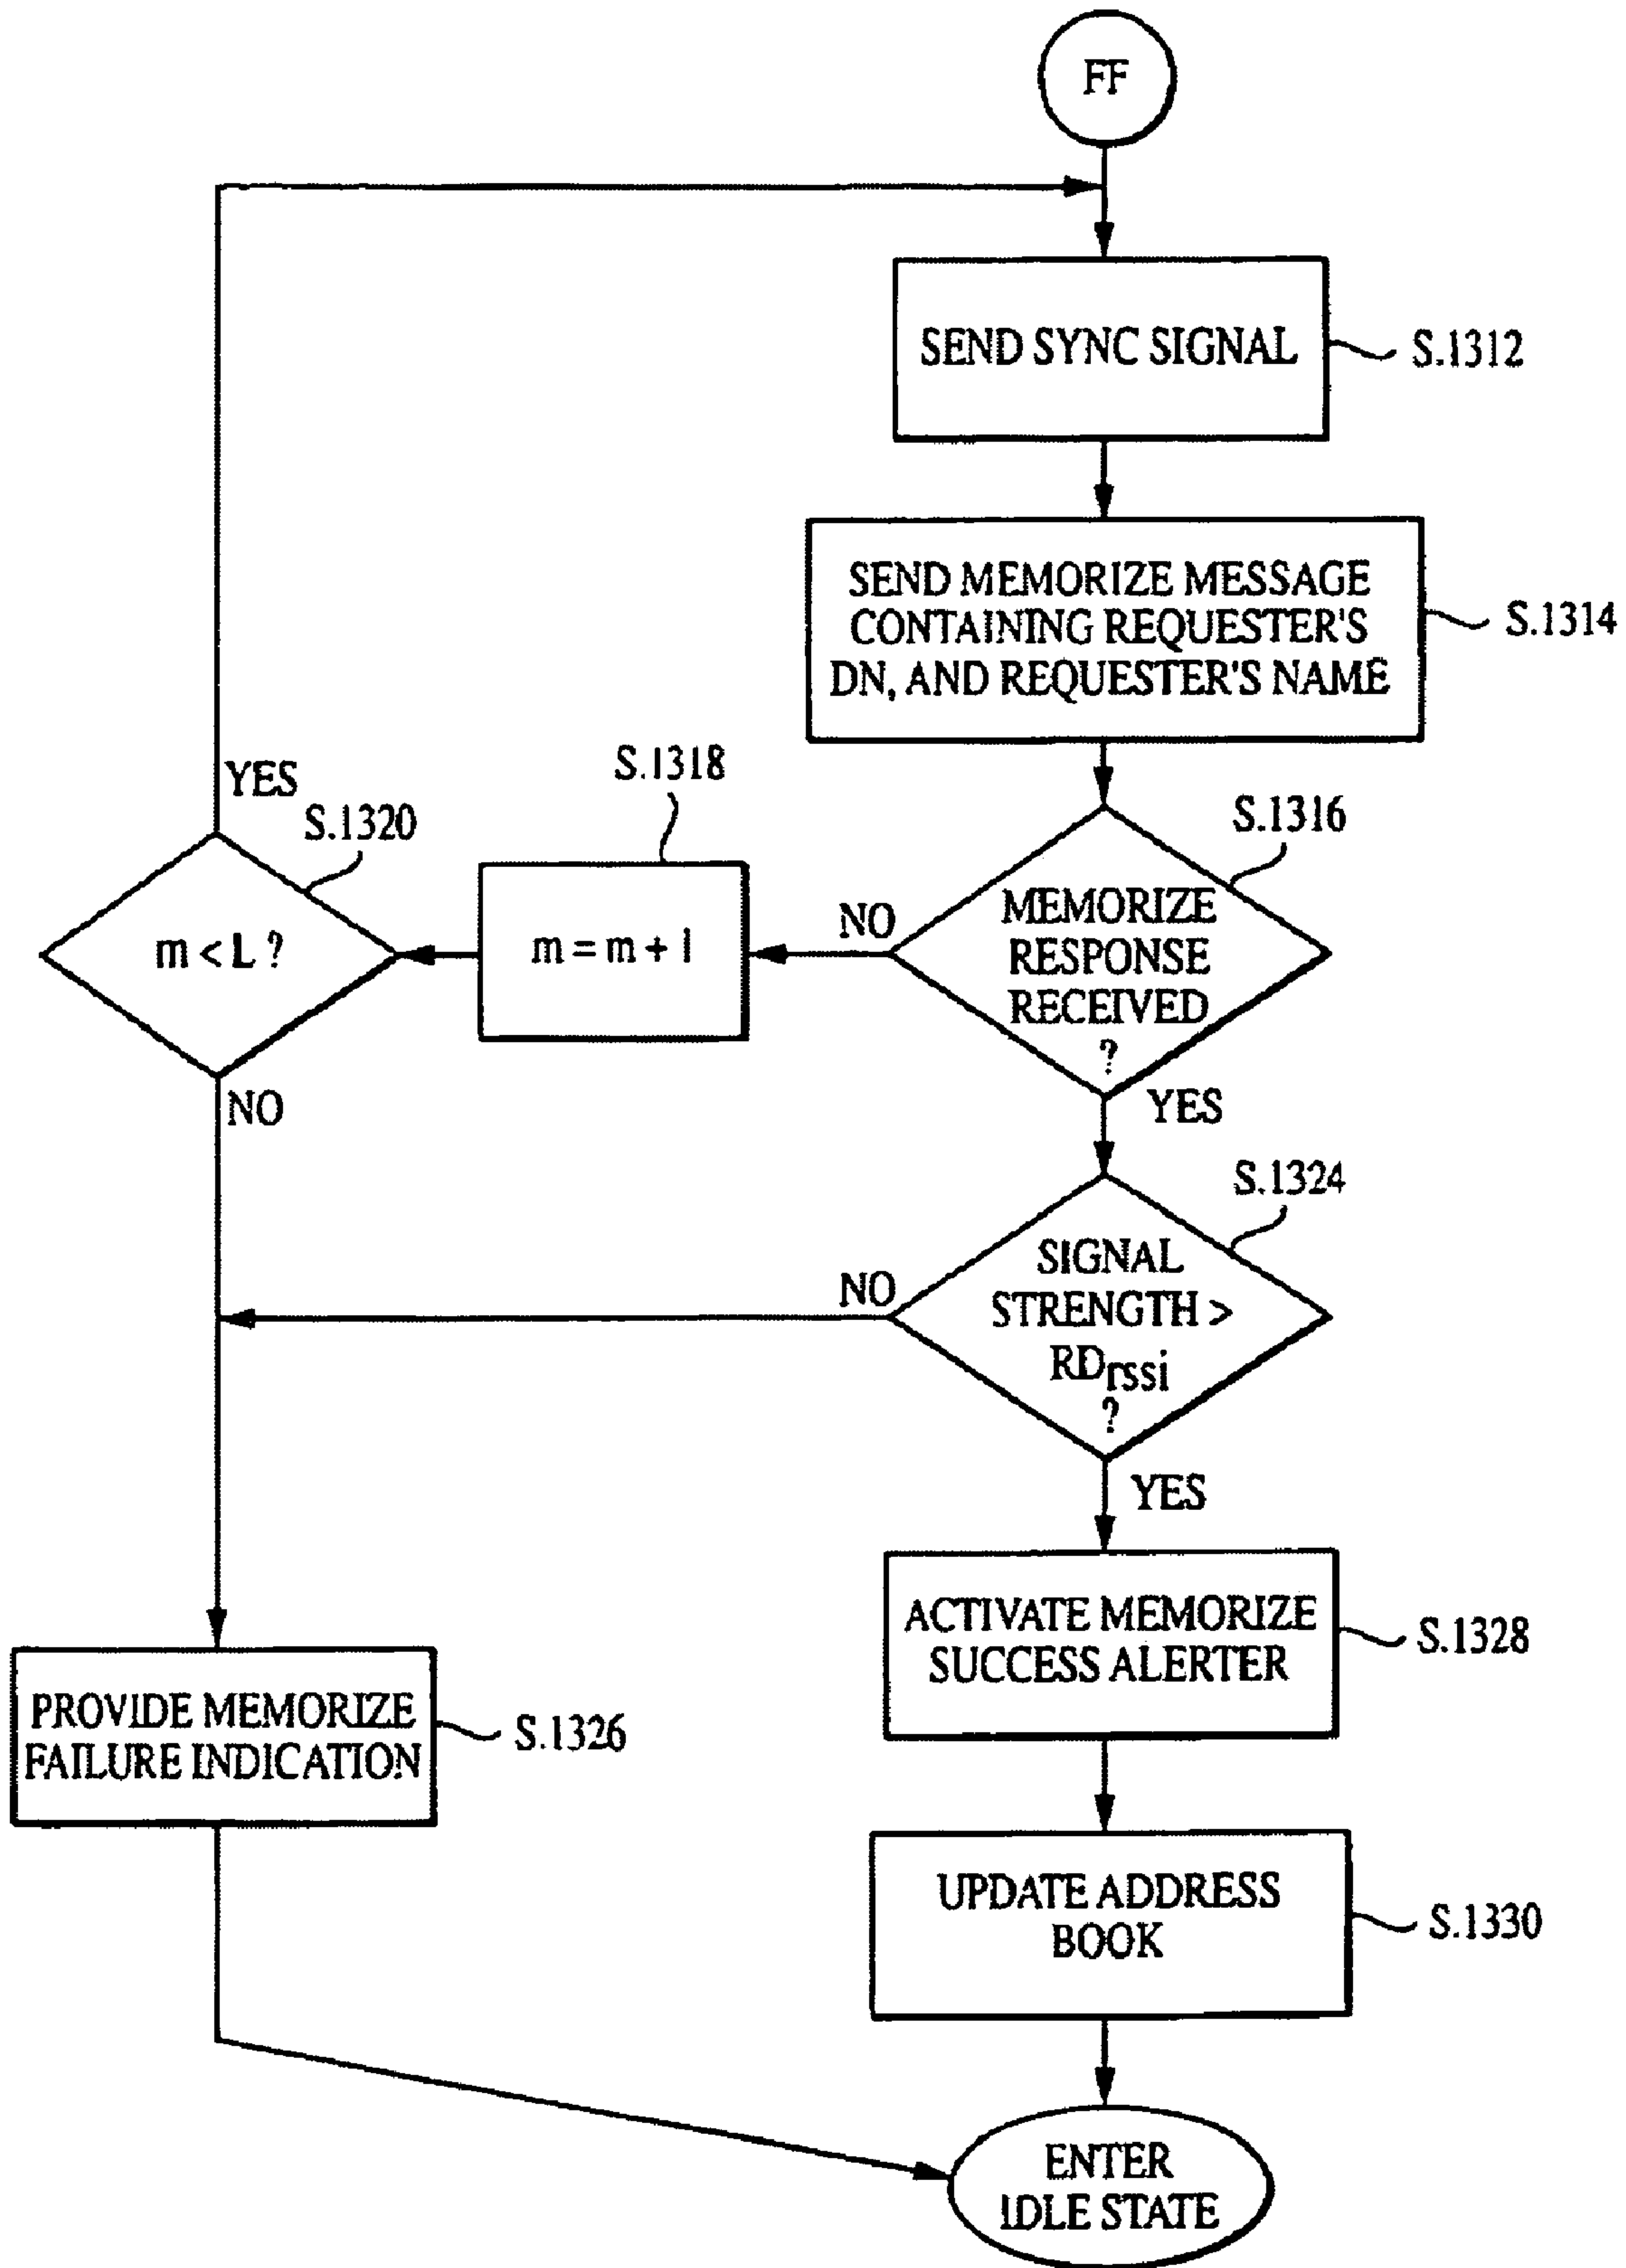 FF
SEND SYNC SIGNAL
S.1312
SEND MEMORIZE MESSAGE
CONTAINING REQUESTER'S
DN, AND REQUESTER'S NAME
S.1314
S.1316
MEMORIZE
RESPONSE
RECEIVED
?
NO
YES
S.1318
m = m + 1
S.1320
m < L ?
YES
NO
S.1324
SIGNAL
STRENGTH >
RDrssi
?
NO
YES
ACTIVATE MEMORIZE
SUCCESS ALERTER
S.1328
PROVIDE MEMORIZE
FAILURE INDICATION
S.1326
UPDATE ADDRESS
BOOK
S.1330
ENTER
IDLE STATE